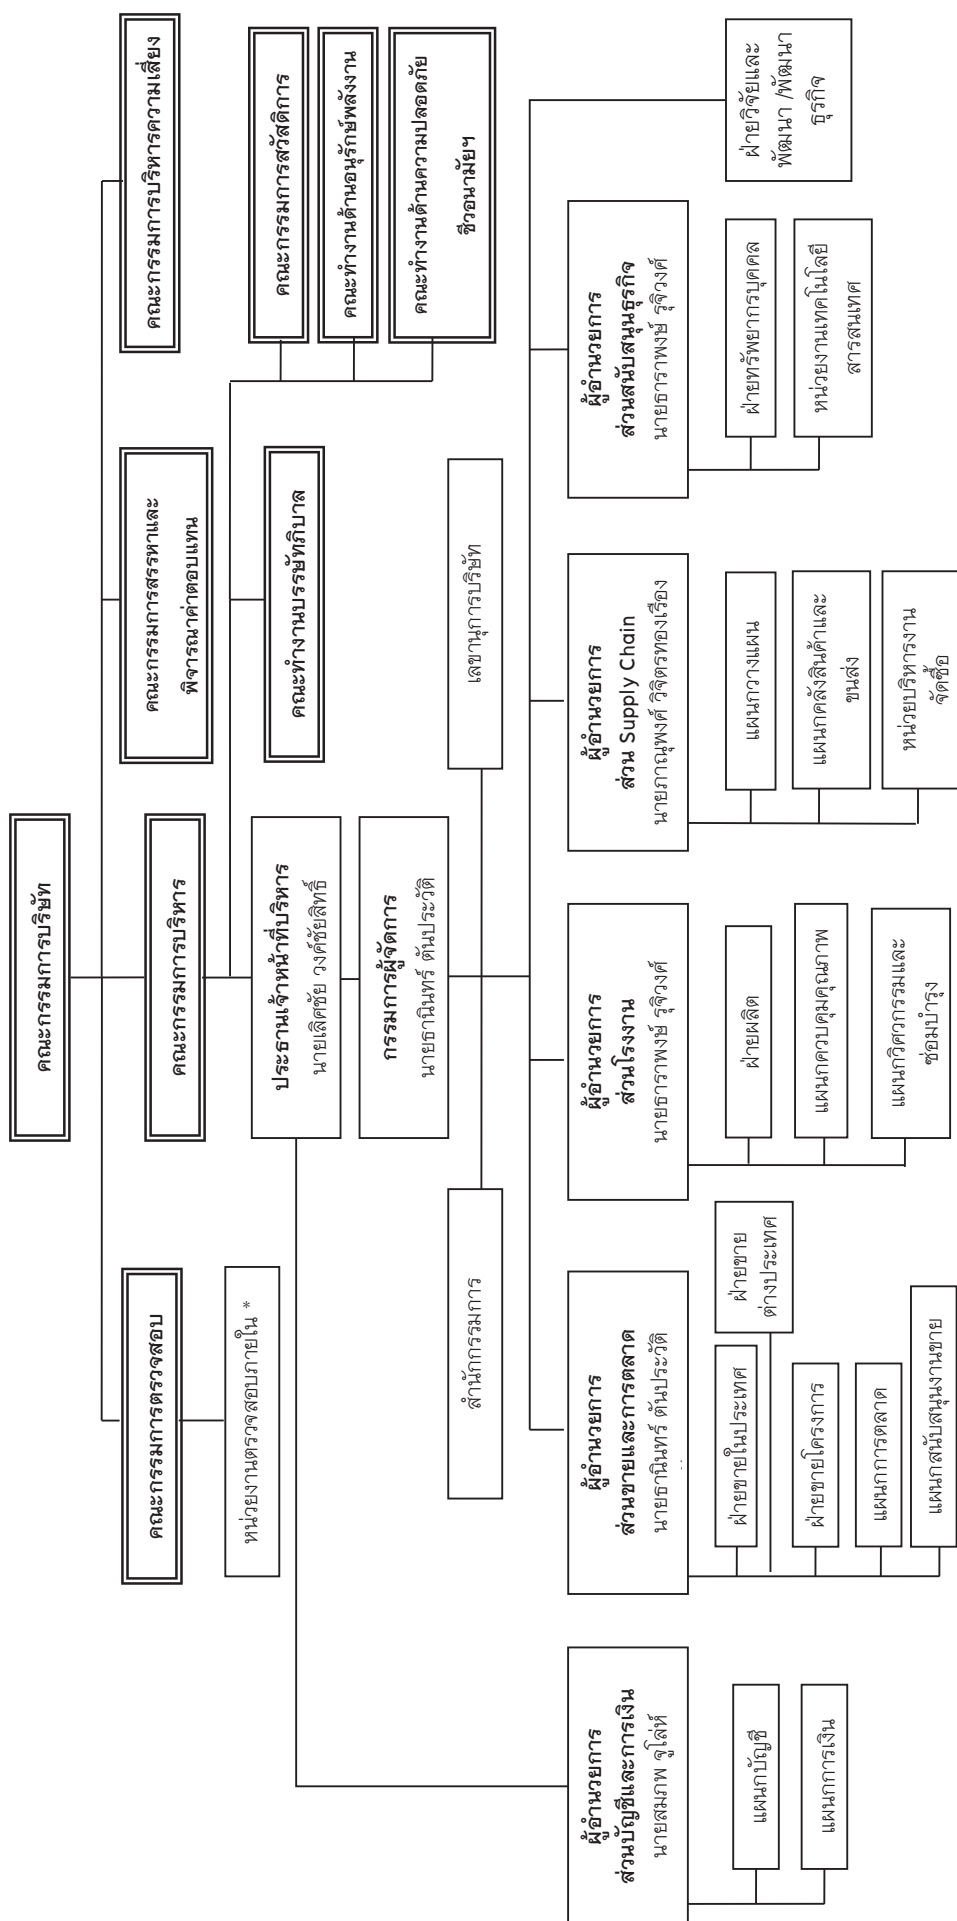 คณะกรรมการบริษัท
คณะกรรมการตรวจสอบ
คณะกรรมการบริหาร
คณะกรรมการสรรหาและ
พิจารณาค่าตอบแทน
คณะกรรมการบริหารความเสี่ยง
หน่วยงานตรวจสอบภายใน *
ประธานเจ้าหน้าที่บริหาร
นายเลิศชัย วงค์ชัยสิทธิ์
คณะทำงานบรรษัทภิบาล
คณะกรรมการสวัสดิการ
คณะทำงานด้านอนุรักษ์พลังงาน
คณะทำงานด้านความปลอดภัย
ชีวอนามัยฯ
กรรมการผู้จัดการ
นายธานินทร์ ตันประวัติ
สำนักกรรมการ
เลขานุการบริษัท
ผู้อำนวยการ
ส่วนบัญชีและการเงิน
นายสมภพ จูโล่ห์
แผนกบัญชี
แผนกการเงิน
ผู้อำนวยการ
ส่วนขายและการตลาด
นายธานินทร์ ตันประวัติ
ฝ่ายขายในประเทศ
ฝ่ายขาย
ต่างประเทศ
ฝ่ายขายโครงการ
แผนกการตลาด
แผนกสนับสนุนงานขาย
ผู้อำนวยการ
ส่วนโรงงาน
นายธาราพงษ์ รุจิวงศ์
ฝ่ายผลิต
แผนกควบคุมคุณภาพ
แผนกวิศวกรรมและ
ซ่อมบำรุง
ผู้อำนวยการ
ส่วน Supply Chain
นายภาณุพงศ์ วิจิตรทองเรือง
แผนกวางแผน
แผนกคลังสินค้าและ
ขนส่ง
หน่วยบริหารงาน
จัดซื้อ
ผู้อำนวยการ
ส่วนสนับสนุนธุรกิจ
นายธาราพงษ์ รุจิวงศ์
ฝ่ายทรัพยากรบุคคล
หน่วยงานเทคโนโลยี
สารสนเทศ
ฝ่ายวิจัยและ
พัฒนา /พัฒนา
ธุรกิจ